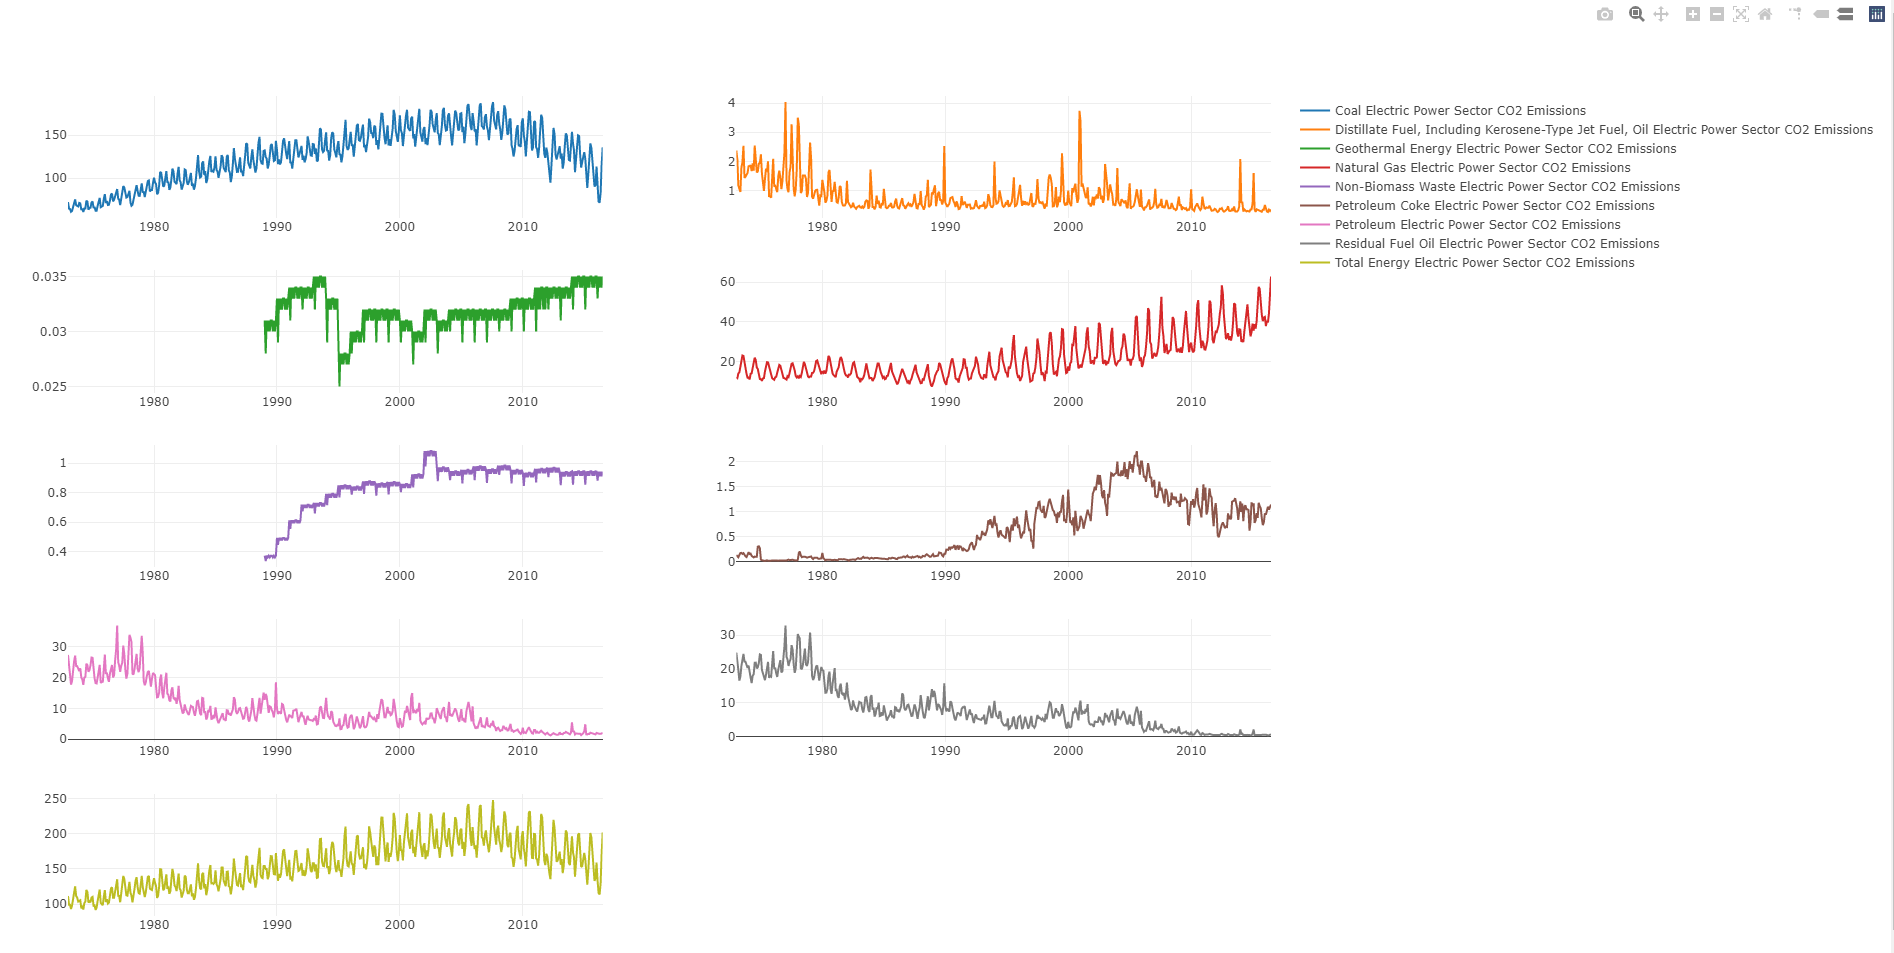 150
100
1980 1990 2000 2010
4
3
2
1
1980 1990 2000 2010
Coal Electric Power Sector CO2 Emissions
Distillate Fuel, Including Kerosene-Type Jet Fuel, Oil Electric Power Sector CO2 Emissions
Geothermal Energy Electric Power Sector CO2 Emissions
Natural Gas Electric Power Sector CO2 Emissions
Non-Biomass Waste Electric Power Sector CO2 Emissions
Petroleum Coke Electric Power Sector CO2 Emissions
Petroleum Electric Power Sector CO2 Emissions
Residual Fuel Oil Electric Power Sector CO2 Emissions
Total Energy Electric Power Sector CO2 Emissions
0.035
0.03
0.025
1980 1990 2000 2010
60
40
20
1980 1990 2000 2010
1
0.8
0.6
0.4
1980 1990 2000 2010
2
1.5
1
0.5
0
1980 1990 2000 2010
30
20
10
0
1980 1990 2000 2010
30
20
10
0
1980 1990 2000 2010
250
200
150
100
1980 1990 2000 2010